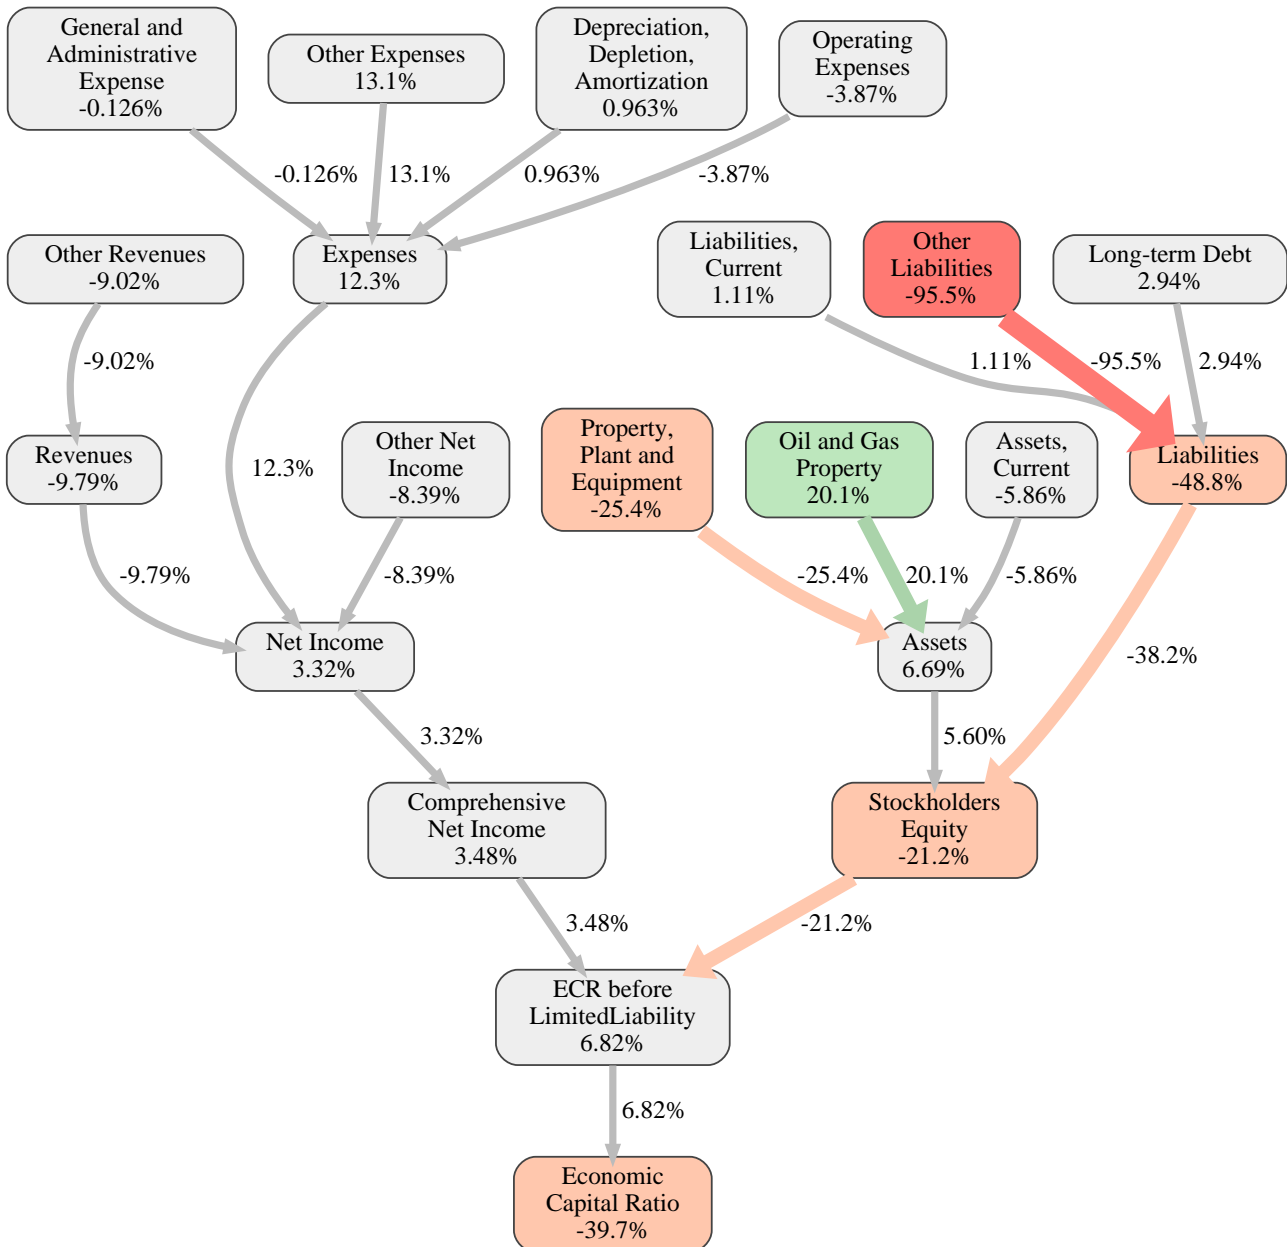 General and
Administrative
Expense
-0.126%
Other Expenses
13.1%
Depreciation,
Depletion,
Amortization
0.963%
Operating
Expenses
-3.87%
-0.126%
13.1%
0.963%
-3.87%
Other Revenues
-9.02%
Expenses
12.3%
Liabilities,
Current
1.11%
Other
Liabilities
-95.5%
Long-term Debt
2.94%
-9.02%
1.11%
-95.5%
2.94%
Revenues
-9.79%
12.3%
Other Net
Income
-8.39%
Property,
Plant and
Equipment
-25.4%
Oil and Gas
Property
20.1%
Assets,
Current
-5.86%
Liabilities
-48.8%
-9.79%
-8.39%
-25.4%
20.1%
-5.86%
Net Income
3.32%
Assets
6.69%
-38.2%
3.32%
5.60%
Comprehensive
Net Income
3.48%
Stockholders
Equity
-21.2%
3.48%
-21.2%
ECR before
LimitedLiability
6.82%
6.82%
Economic
Capital Ratio
-39.7%